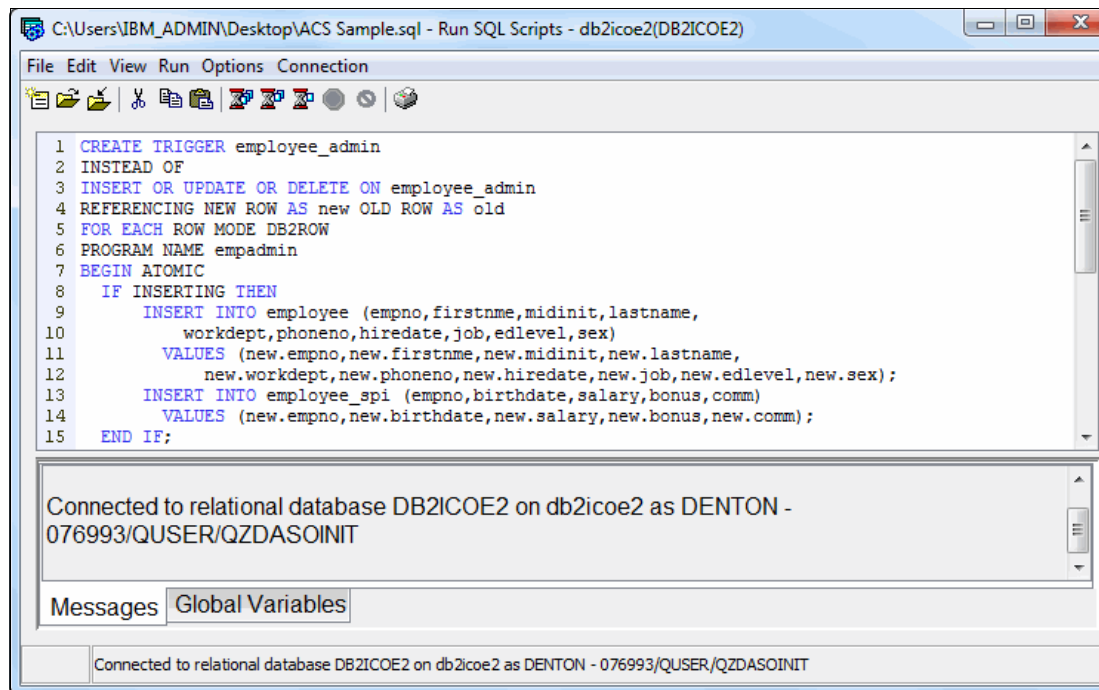 C:\Users\IBM_ADMIN\Desktop\ACS Sample.sql - Run SQL Scripts - db2icoe2(DB2ICOE2)
File Edit View Run Options Connection
1 CREATE TRIGGER employee_admin
2 INSTEAD OF
3 INSERT OR UPDATE OR DELETE ON employee_admin
4 REFERENCING NEW ROW AS new OLD ROW AS old
5 FOR EACH ROW MODE DB2ROW
6 PROGRAM NAME empadmin
7 BEGIN ATOMIC
8 IF INSERTING THEN
9 INSERT INTO employee (empno,firstnme,midinit,lastname,
10 workdept,phoneno,hiredate,job,edlevel,sex)
11 VALUES (new.empno,new.firstnme,new.midinit,new.lastname,
12 new.workdept,new.phoneno,new.hiredate,new.job,new.edlevel,new.sex);
13 INSERT INTO employee_spi (empno,birthdate,salary,bonus,comm)
14 VALUES (new.empno,new.birthdate,new.salary,new.bonus,new.comm);
15 END IF;
Connected to relational database DB2ICOE2 on db2icoe2 as DENTON -
076993/QUSER/QZDASOINIT
Messages Global Variables
Connected to relational database DB2ICOE2 on db2icoe2 as DENTON - 076993/QUSER/QZDASOINIT